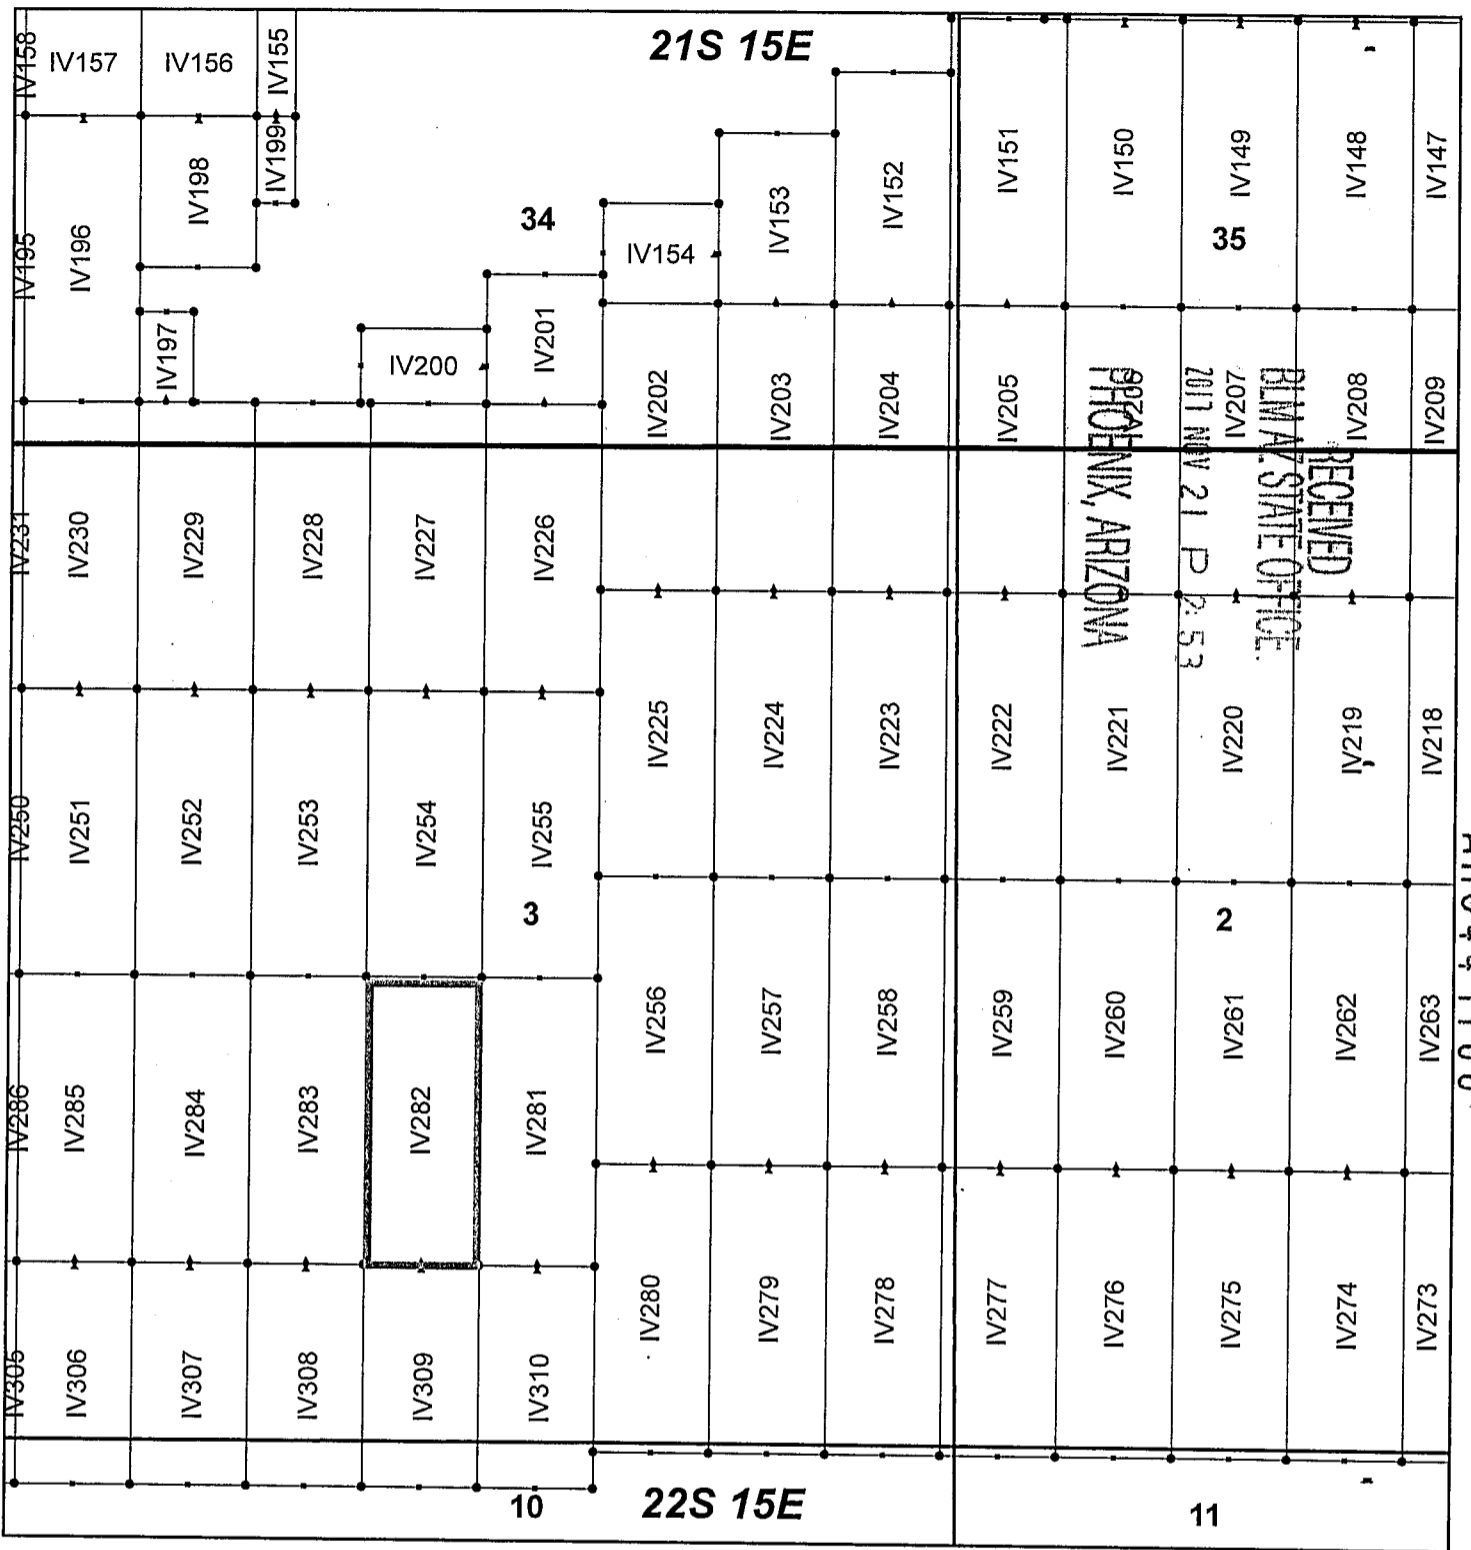 21S 15E
IV158 IV157 IV156 IV155
IV151 IV150 IV149 IV148 IV147
IV195 IV196 IV198 IV199
34
IV154 IV153 IV152
35
IV197
IV200 IV201
IV202 IV203 IV204 IV205 IV207 IV208 IV209
RECEIVED
BLM AZ. STATE OFFICE.
2017 NOV 21 P 2:53
PHOENIX, ARIZONA
IV231 IV230 IV229 IV228 IV227 IV226
IV225 IV224 IV223 IV222 IV221 IV220 IV219 IV218
IV250 IV251 IV252 IV253 IV254 IV255
3
2
IV256 IV257 IV258 IV259 IV260 IV261 IV262 IV263
IV286 IV285 IV284 IV283 IV282 IV281
IV280 IV279 IV278 IV277 IV276 IV275 IV274 IV273
IV305 IV306 IV307 IV308 IV309 IV310
10
22S 15E
11